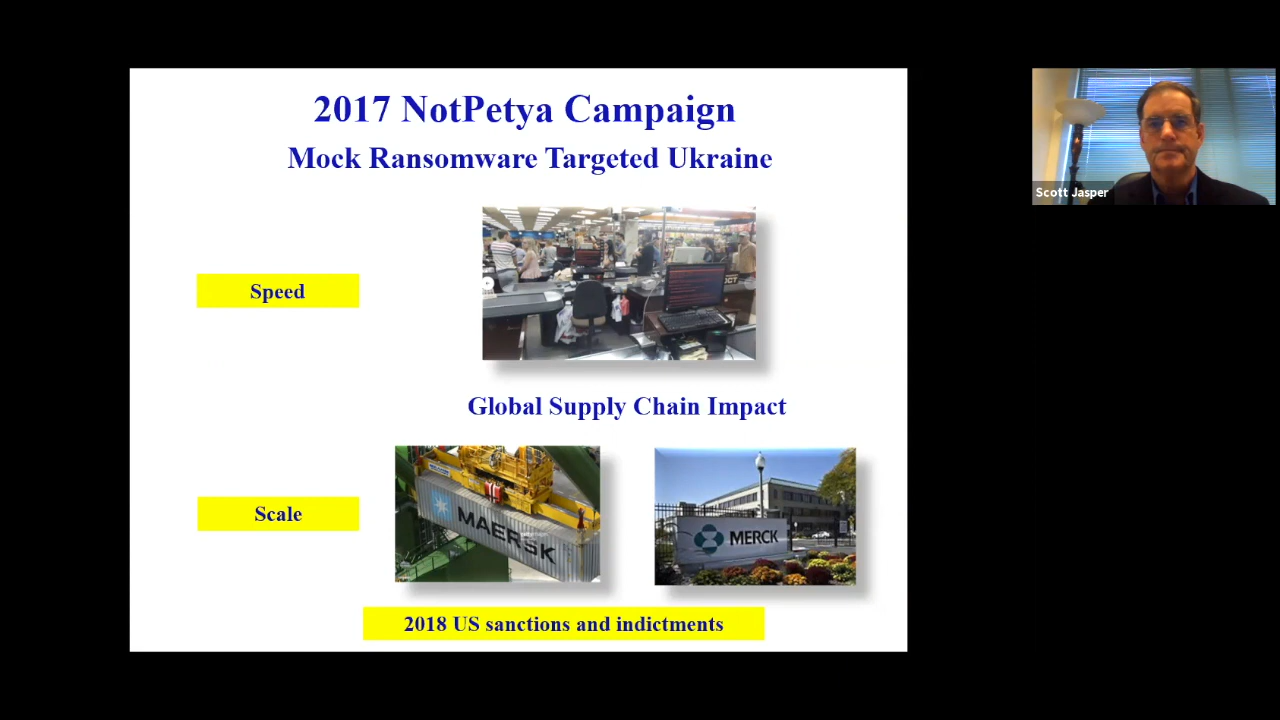 2017 NotPetya Campaign
Mock Ransomware Targeted Ukraine
Scott Jasper
Speed
Global Supply Chain Impact
MAERSK
MERCK
Scale
2018 US sanctions and indictments